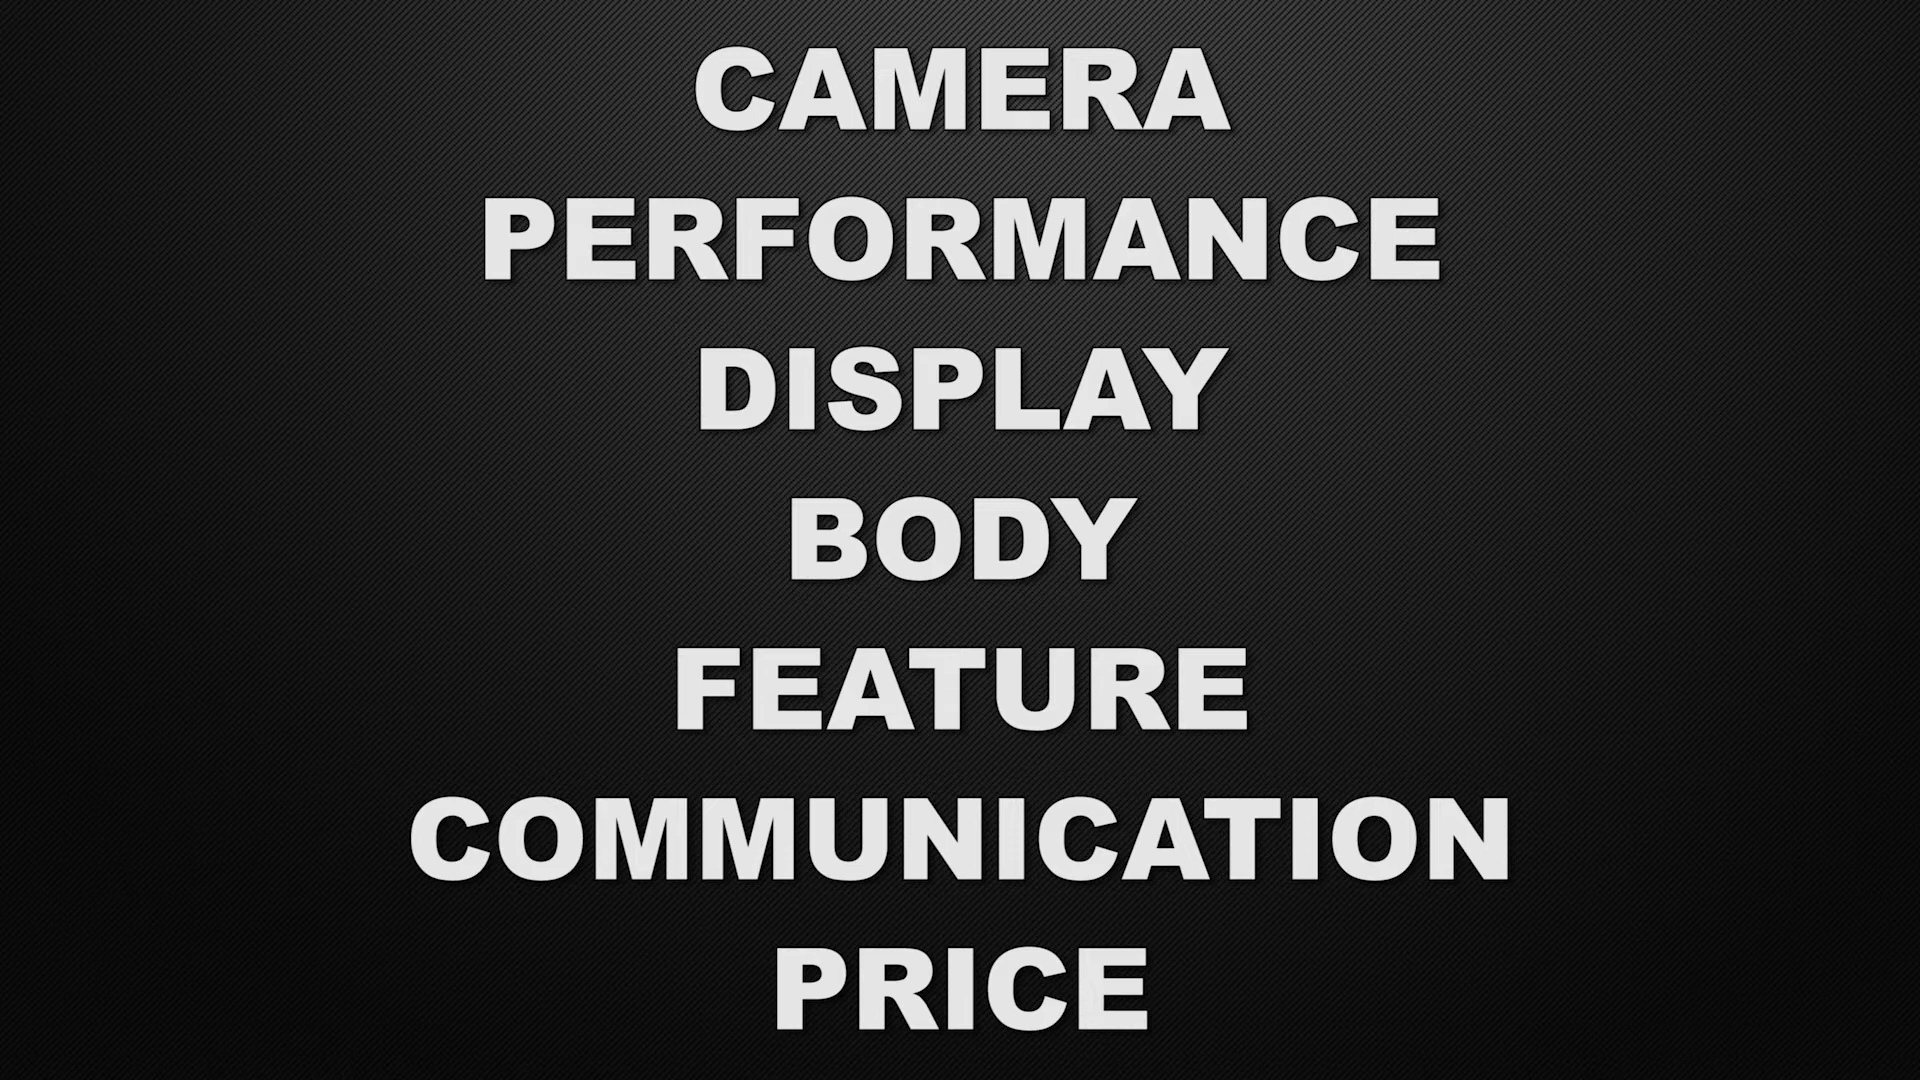 CAMERA
PERFORMANCE
DISPLAY
BODY
FEATURE
COMMUNICATION
PRICE